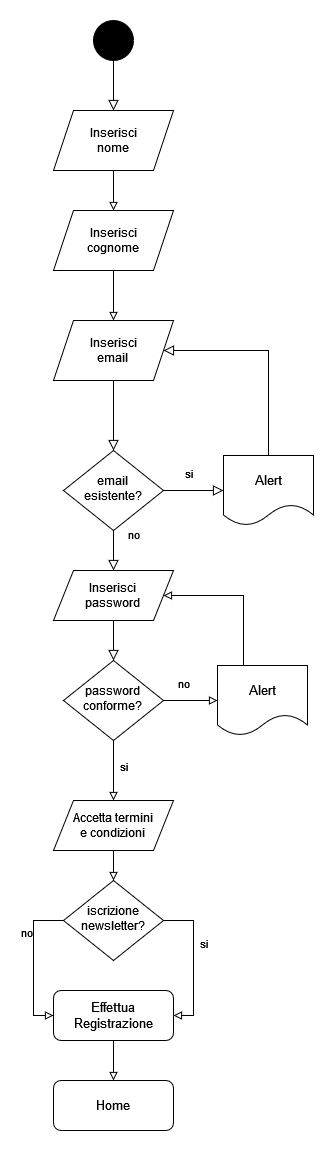 Inserisci
nome
Inserisci
cognome
Inserisci
email
email
esistente?
si
Alert
no
Inserisci
password
password
conforme?
no
Alert
si
Accetta termini
e condizioni
iscrizione
newsletter?
no
si
Effettua
Registrazione
Home